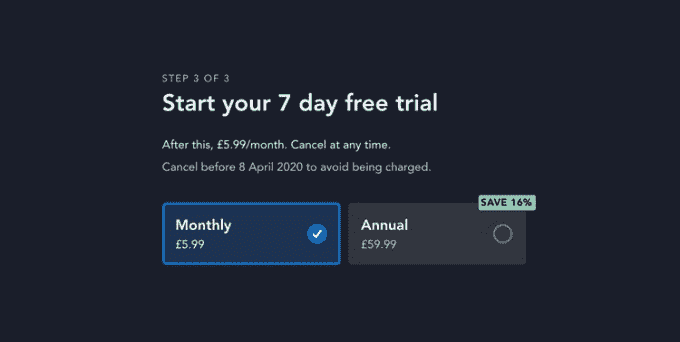 STEP 3 OF 3
Start your 7 day free trial
After this, £5.99/month. Cancel at any time.
Cancel before 8 April 2020 to avoid being charged.
SAVE 16%
Monthly
£5.99
Annual
£59.99